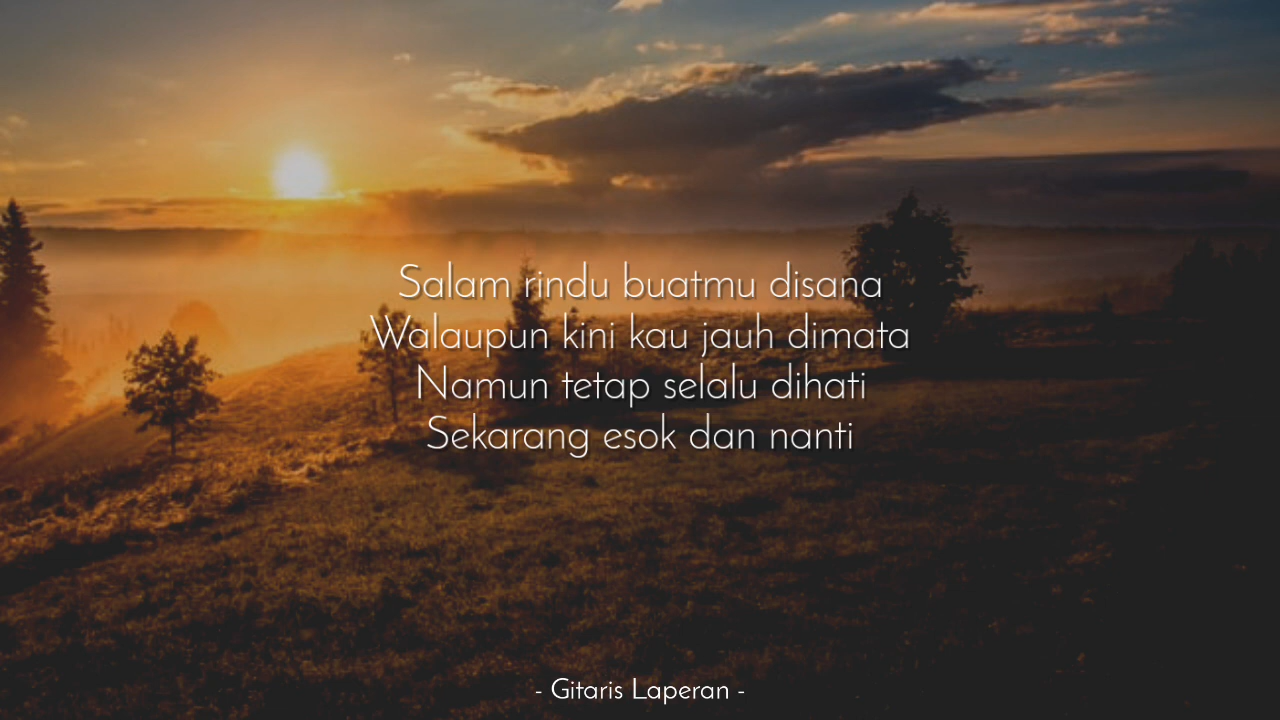 Salam rindu buatmu disana
Walaupun kini kau jauh dimata
Namun tetap selalu dihati
Sekarang esok dan nanti
- Gitaris Laperan -